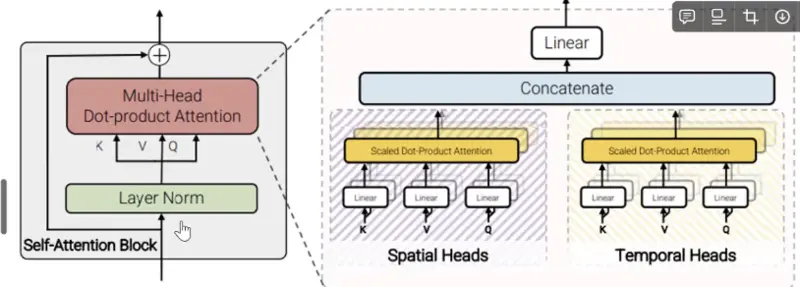 Multi-Head
Dot-product Attention
K V Q
Layer Norm
Self-Attention Block
Linear
Concatenate
Scaled Dot-Product Attention
Linear Linear Linear
K V Q
Spatial Heads
Scaled Dot-Product Attention
Linear Linear Linear
K V Q
Temporal Heads